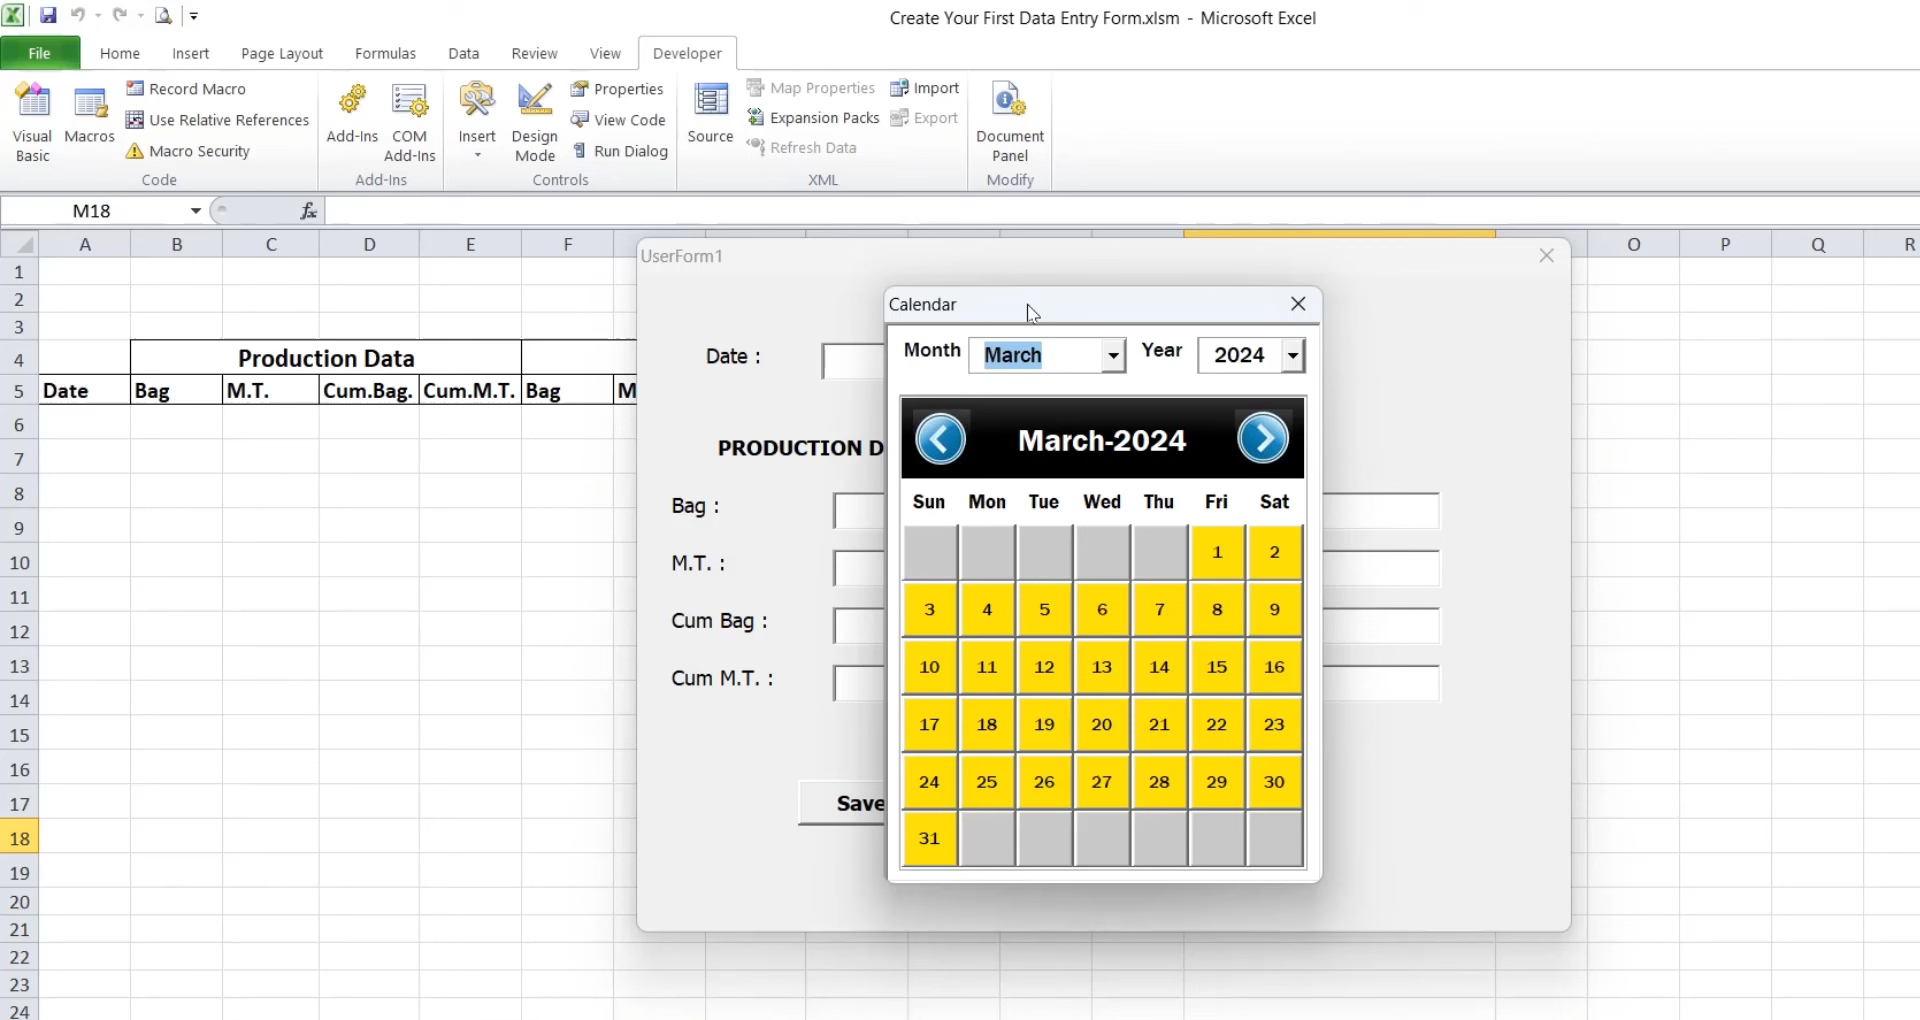 Create Your First Data Entry Form.xlsm - Microsoft Excel
File Home Insert Page Layout Formulas Data Review View Developer
Visual Basic
Macros
Record Macro
Use Relative References
Macro Security
Code
Add-Ins
COM Add-Ins
Add-Ins
Insert
Design Mode
Properties
View Code
Run Dialog
Controls
Source
Map Properties
Expansion Packs
Refresh Data
Import
Export
XML
Document Panel
Modify
M18 fx
A B C D E F O P Q R
1
2
3
4 Production Data
5 Date Bag M.T. Cum.Bag. Cum.M.T. Bag M
6
7
8
9
10
11
12
13
14
15
16
17
18
19
20
21
22
23
24
UserForm1
Date :
PRODUCTION D
Bag :
M.T. :
Cum Bag :
Cum M.T. :
Save
Calendar
Month March Year 2024
March-2024
Sun Mon Tue Wed Thu Fri Sat
1 2
3 4 5 6 7 8 9
10 11 12 13 14 15 16
17 18 19 20 21 22 23
24 25 26 27 28 29 30
31